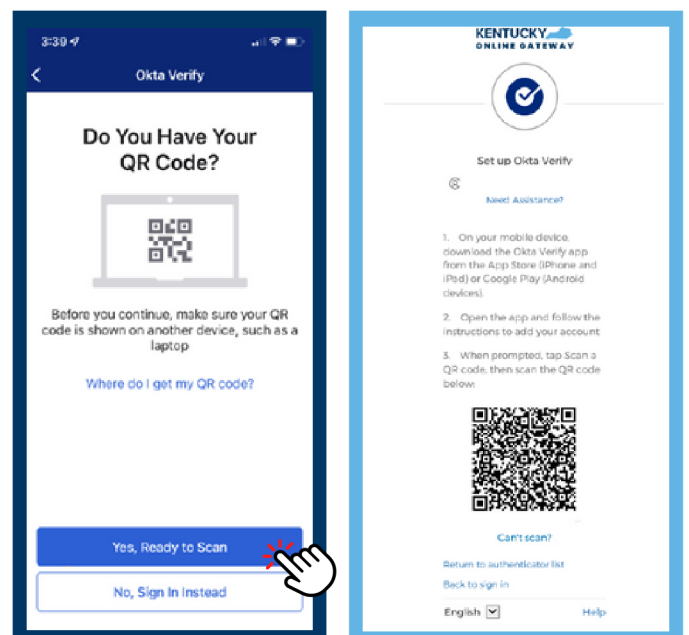 3:39
Okta Verify
Do You Have Your
QR Code?
Before you continue, make sure your QR
code is shown on another device, such as a
laptop
Where do I get my QR code?
Yes, Ready to Scan
No, Sign In Instead
KENTUCKY
ONLINE GATEWAY
Set up Okta Verify
Need Assistance?
1. On your mobile device,
download the Okta Verify app
from the App Store (iPhone and
iPad) or Google Play (Android
devices).
2. Open the app and follow the
instructions to add your account
3. When prompted, tap Scan a
QR code, then scan the QR code
below:
Can't scan?
Return to authenticator list
Back to sign in
English
Help